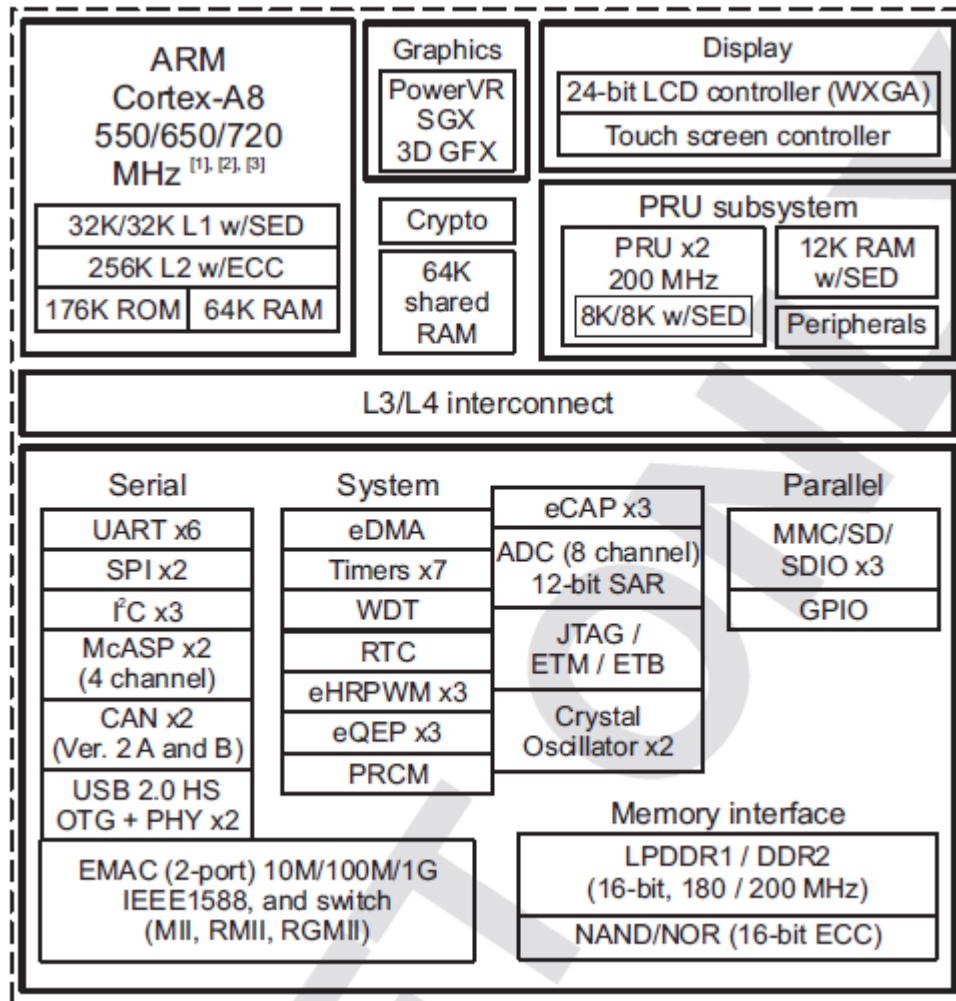 ARM
Cortex-A8
550/650/720
MHz [1], [2], [3]
32K/32K L1 w/SED
256K L2 w/ECC
176K ROM
64K RAM
Graphics
PowerVR
SGX
3D GFX
Crypto
64K
shared
RAM
Display
24-bit LCD controller (WXGA)
Touch screen controller
PRU subsystem
PRU x2
200 MHz
8K/8K w/SED
12K RAM
w/SED
Peripherals
L3/L4 interconnect
Serial
UART x6
SPI x2
I²C x3
McASP x2
(4 channel)
CAN x2
(Ver. 2 A and B)
USB 2.0 HS
OTG + PHY x2
EMAC (2-port) 10M/100M/1G
IEEE1588, and switch
(MII, RMII, RGMII)
System
eDMA
Timers x7
WDT
RTC
eHRPWM x3
eQEP x3
PRCM
eCAP x3
ADC (8 channel)
12-bit SAR
JTAG /
ETM / ETB
Crystal
Oscillator x2
Parallel
MMC/SD/
SDIO x3
GPIO
Memory interface
LPDDR1 / DDR2
(16-bit, 180 / 200 MHz)
NAND/NOR (16-bit ECC)
T ONLY